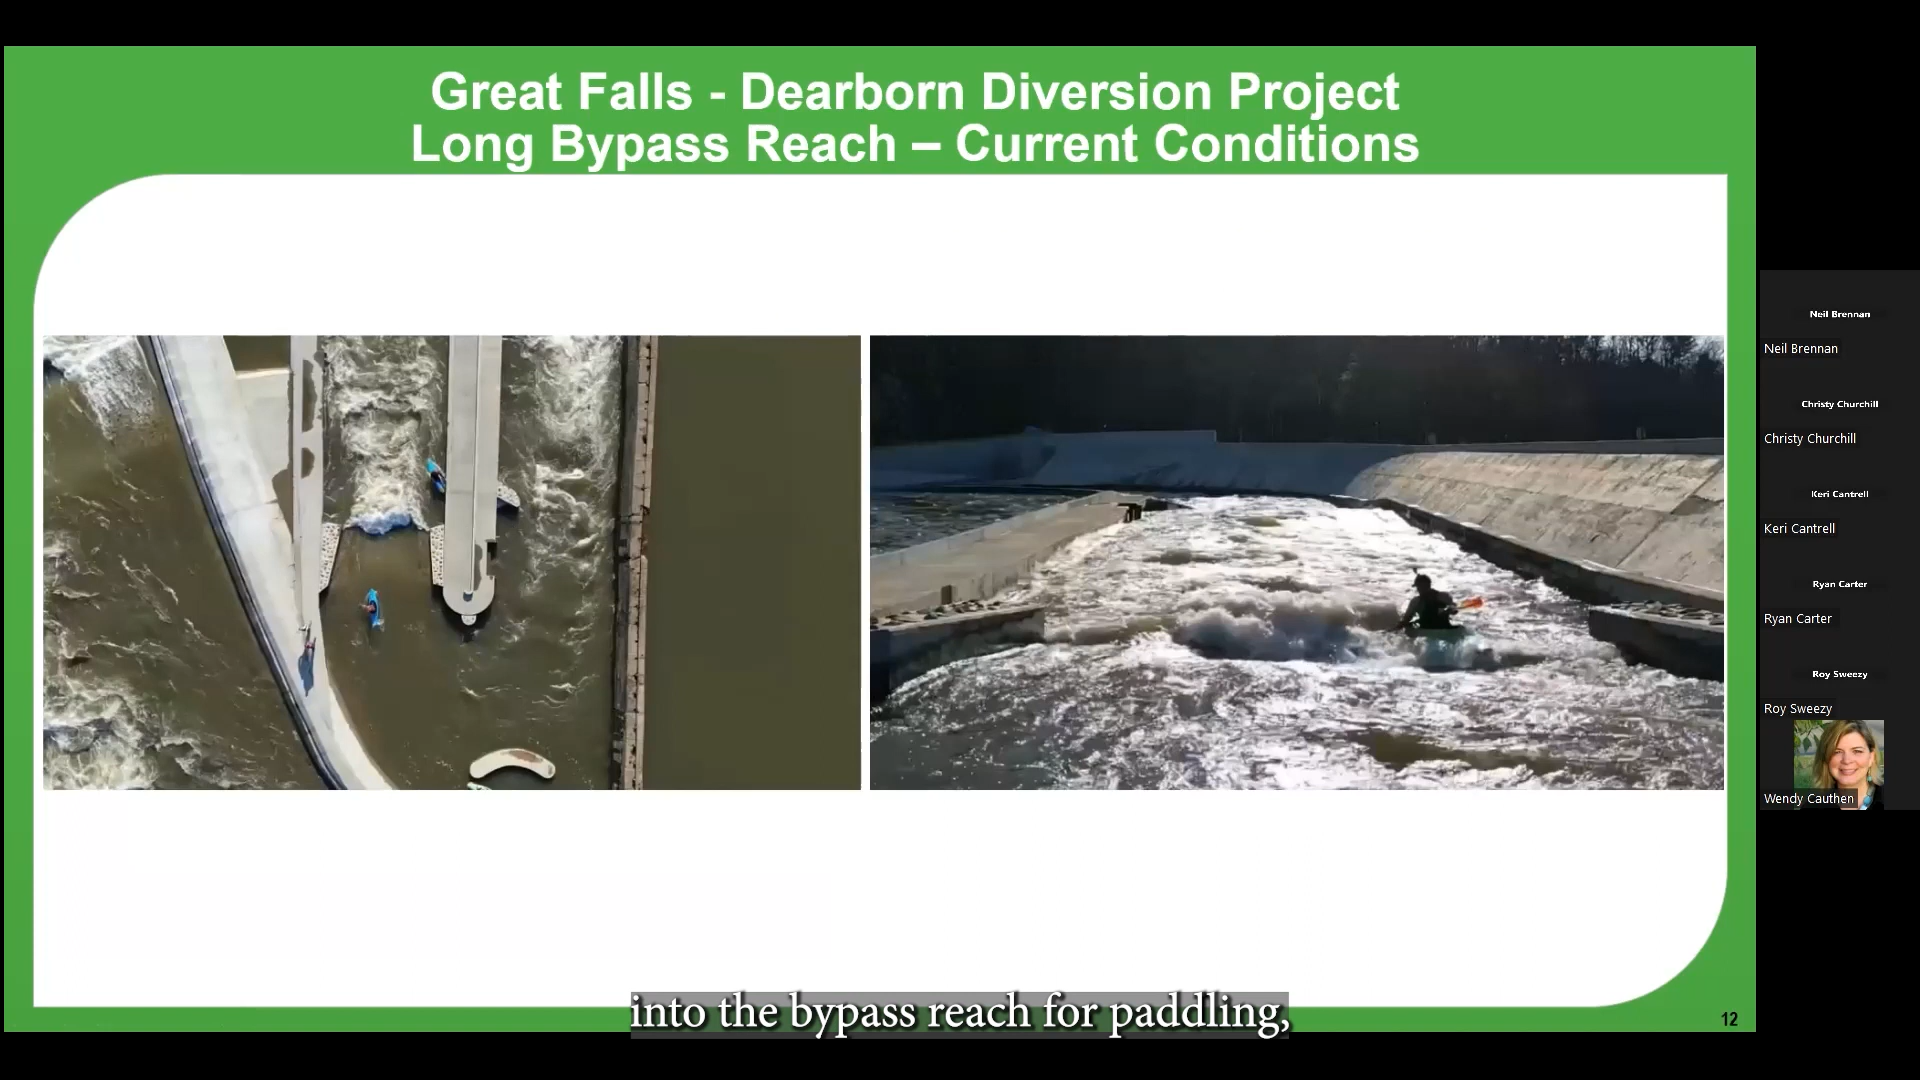 Great Falls - Dearborn Diversion Project
Long Bypass Reach – Current Conditions
Neil Brennan
Neil Brennan
Christy Churchill
Christy Churchill
Keri Cantrell
Keri Cantrell
Ryan Carter
Ryan Carter
Roy Sweezy
Roy Sweezy
Wendy Cauthen
into the bypass reach for paddling,
12